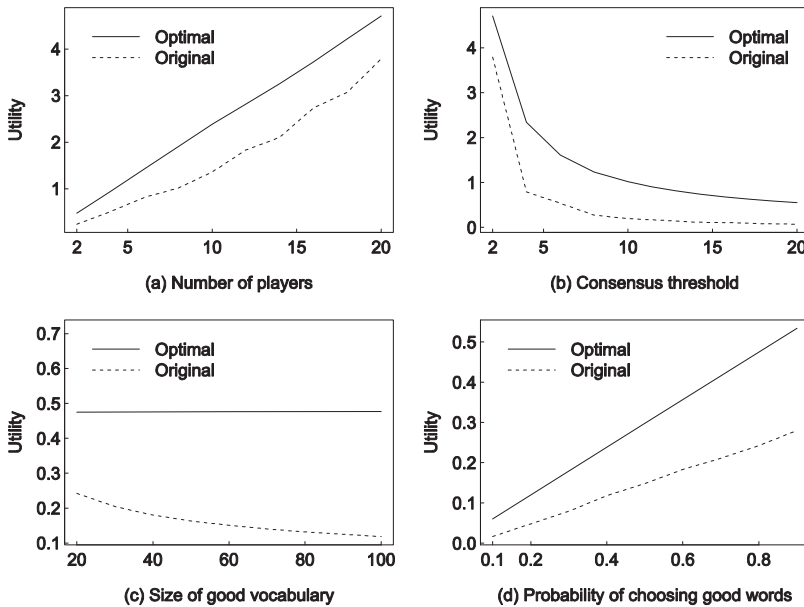 Optimal
Original
Utility
4
3
2
1
2 5 10 15 20
(a) Number of players
Optimal
Original
Utility
4
3
2
1
0
2 5 10 15 20
(b) Consensus threshold
Optimal
Original
Utility
0.7
0.6
0.5
0.4
0.3
0.2
0.1
20 40 60 80 100
(c) Size of good vocabulary
Optimal
Original
Utility
0.5
0.4
0.3
0.2
0.1
0.0
0.1 0.2 0.4 0.6 0.8
(d) Probability of choosing good words